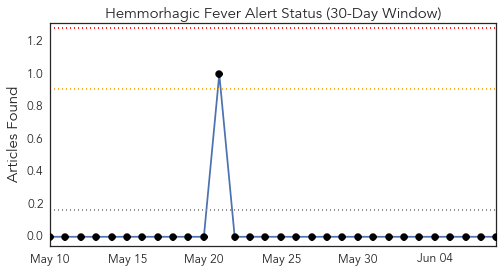 Hemmorhagic Fever Alert Status (30-Day Window)
Articles Found
1.2
1.0
0.8
0.6
0.4
0.2
0.0
May 10 May 15 May 20 May 25 May 30 Jun 04